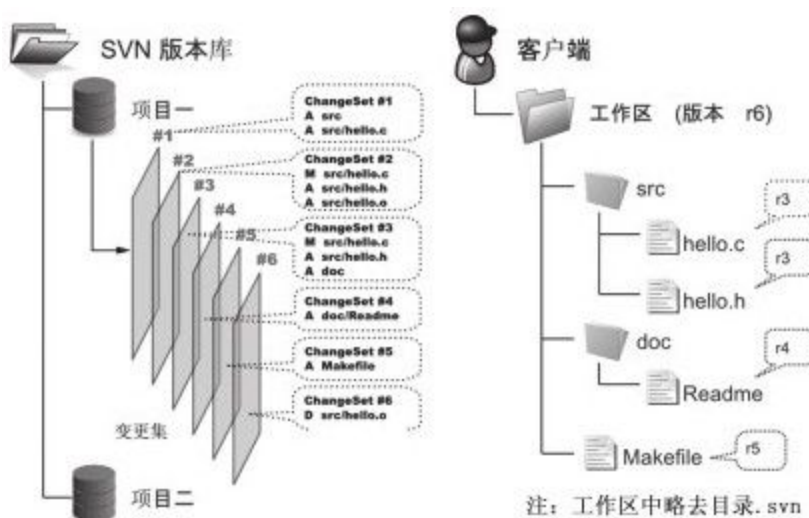 SVN 版本库
项目一
#1
#2
#3
#4
#5
#6
ChangeSet #1
A src
A src/hello.c
ChangeSet #2
M src/hello.c
A src/hello.h
A src/hello.o
ChangeSet #3
M src/hello.c
A src/hello.h
A doc
ChangeSet #4
A doc/Readme
ChangeSet #5
A Makefile
ChangeSet #6
D src/hello.o
变更集
项目二
客户端
工作区 (版本 r6)
src
r3
hello.c
r3
hello.h
doc
r4
Readme
Makefile
r5
注: 工作区中略去目录.svn